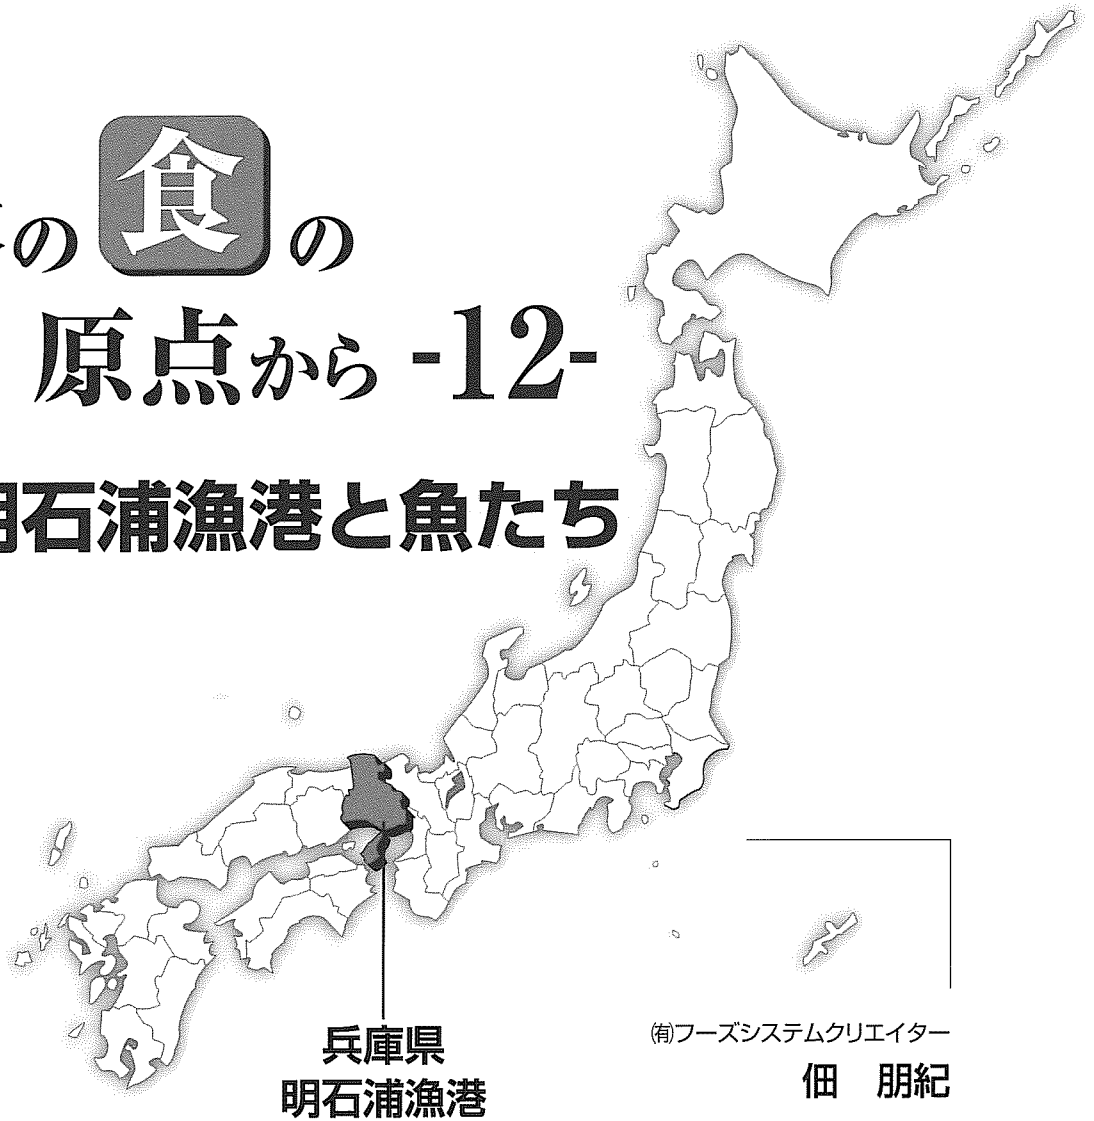 の食の
原点から -12-
明石浦漁港と魚たち
兵庫県
明石浦漁港
㈲フーズシステムクリエイター
佃 朋紀